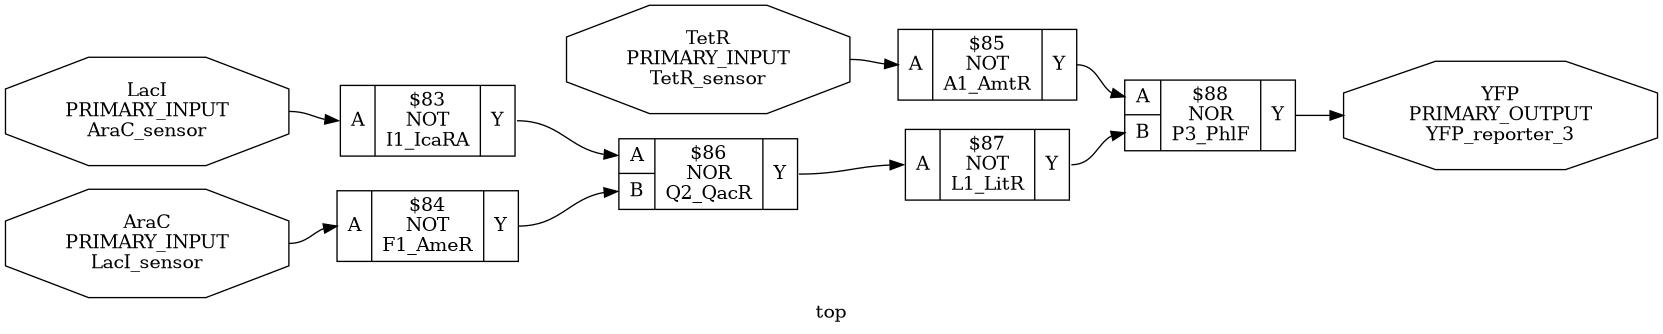 LacI
PRIMARY_INPUT
AraC_sensor
AraC
PRIMARY_INPUT
LacI_sensor
A
$83
NOT
I1_IcaRA
Y
A
$84
NOT
F1_AmeR
Y
TetR
PRIMARY_INPUT
TetR_sensor
A
B
$86
NOR
Q2_QacR
Y
A
$85
NOT
A1_AmtR
Y
A
$87
NOT
L1_LitR
Y
A
B
$88
NOR
P3_PhlF
Y
YFP
PRIMARY_OUTPUT
YFP_reporter_3
top